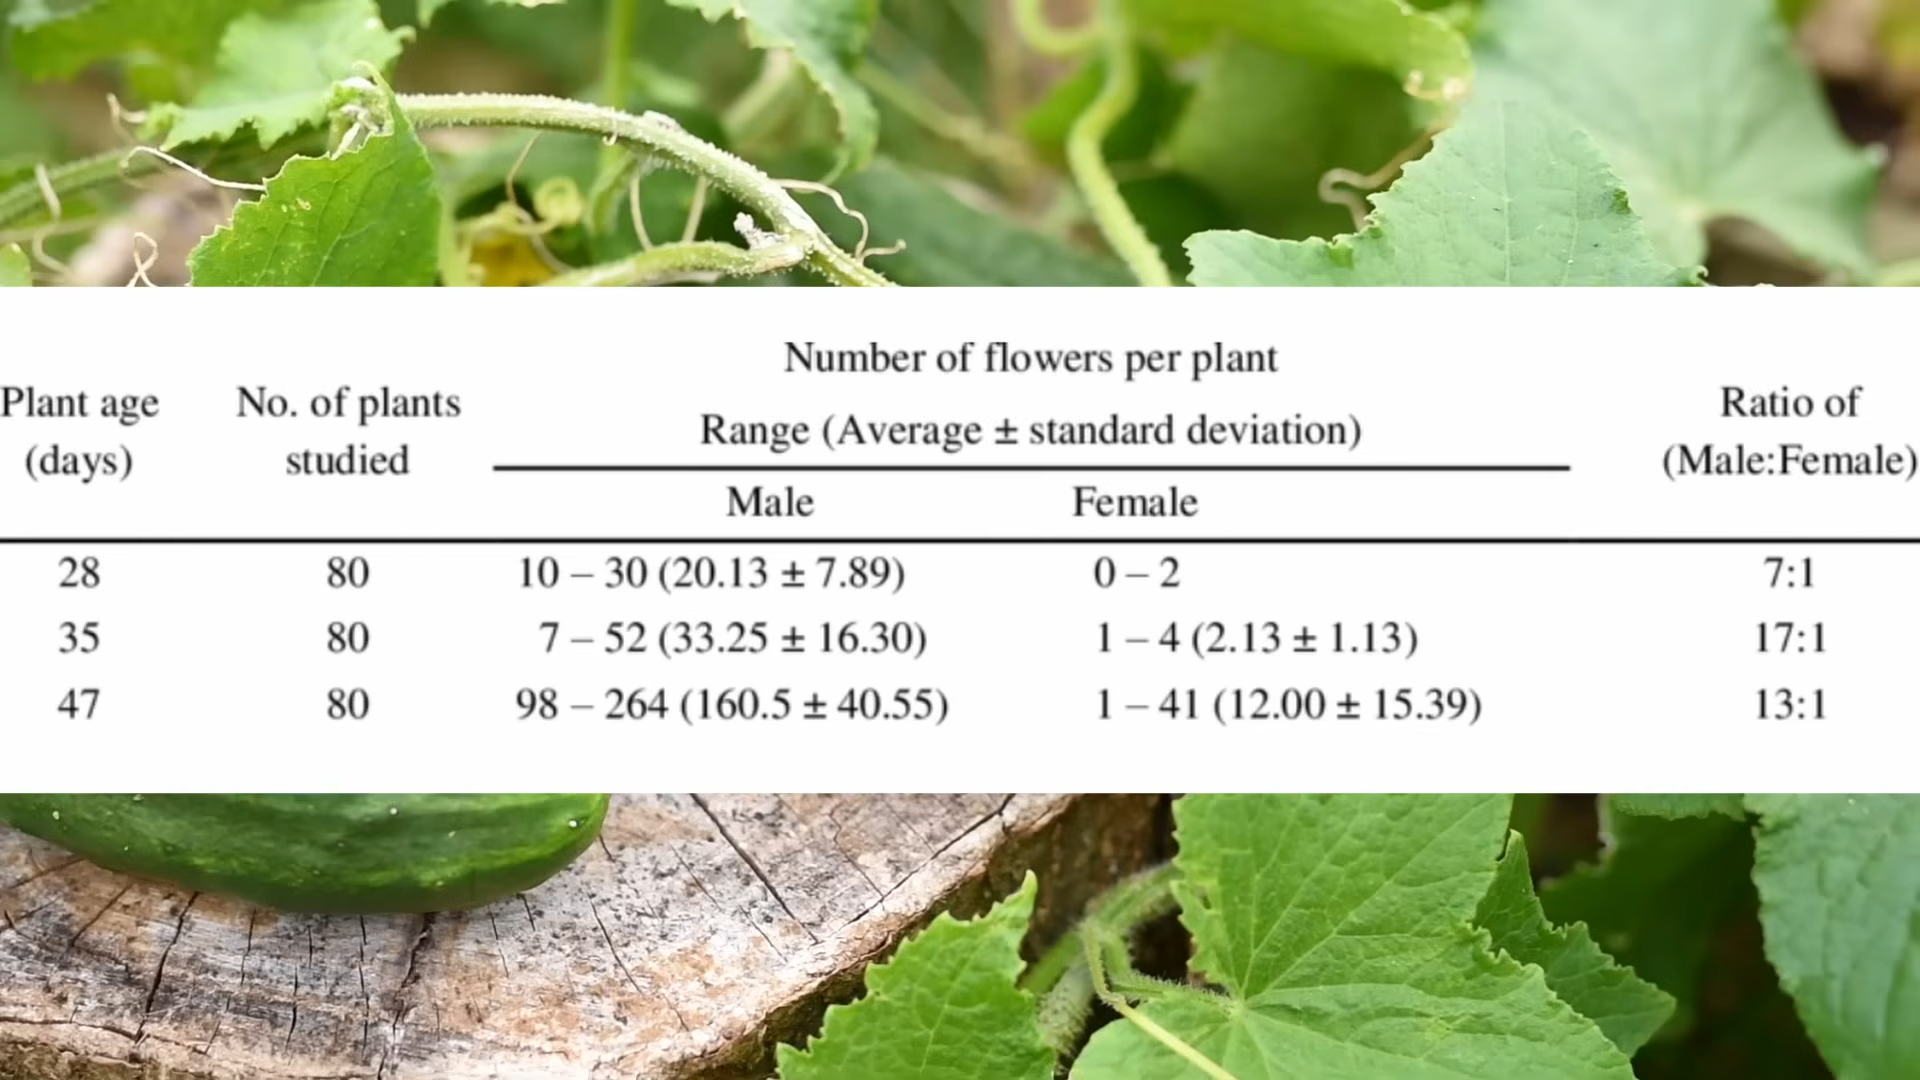 Number of flowers per plant
Plant age No. of plants Ratio of
Range (Average ± standard deviation)
(days) studied (Male:Female)
Male Female
28 80 10 – 30 (20.13 ± 7.89) 0 – 2 7:1
35 80 7 – 52 (33.25 ± 16.30) 1 – 4 (2.13 ± 1.13) 17:1
47 80 98 – 264 (160.5 ± 40.55) 1 – 41 (12.00 ± 15.39) 13:1